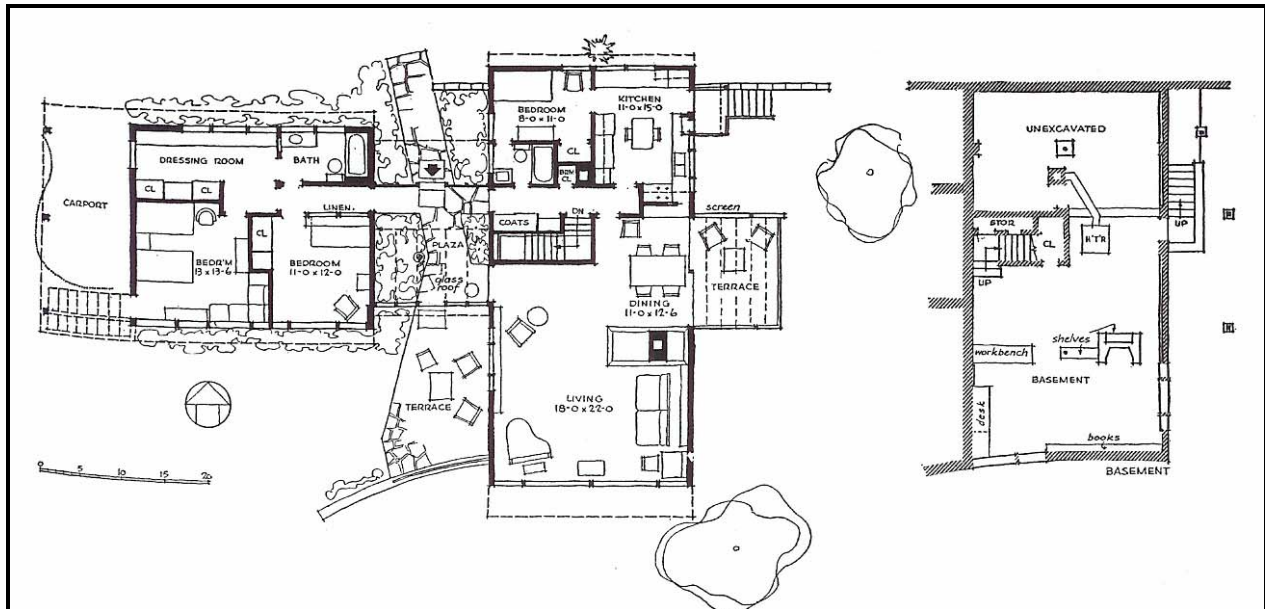 DRESSING ROOM
BATH
CL
CL
CARPORT
LINEN.
CL
BEDR'M
13 x 13-6
BEDROOM
11-0 x 12-0
PLAZA
glass
roof
TERRACE
BEDROOM
8-0 x 11-0
KITCHEN
11-0 x 15-0
CL
BRM
CL
COATS
DN
screen
TERRACE
DINING
11-0 x 12-6
LIVING
18-0 x 22-0
0 5 10 15 20
UNEXCAVATED
STOR
CL
H'T'R
UP
UP
shelves
workbench
BASEMENT
desk
books
BASEMENT